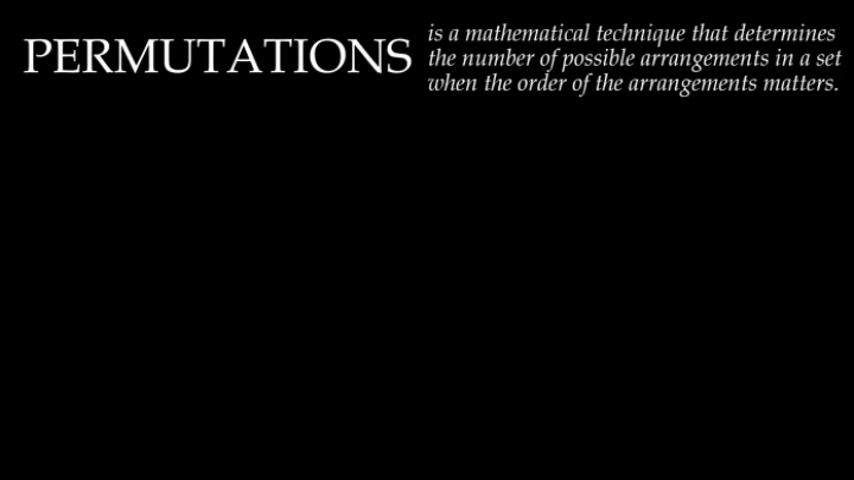 PERMUTATIONS
is a mathematical technique that determines
the number of possible arrangements in a set
when the order of the arrangements matters.